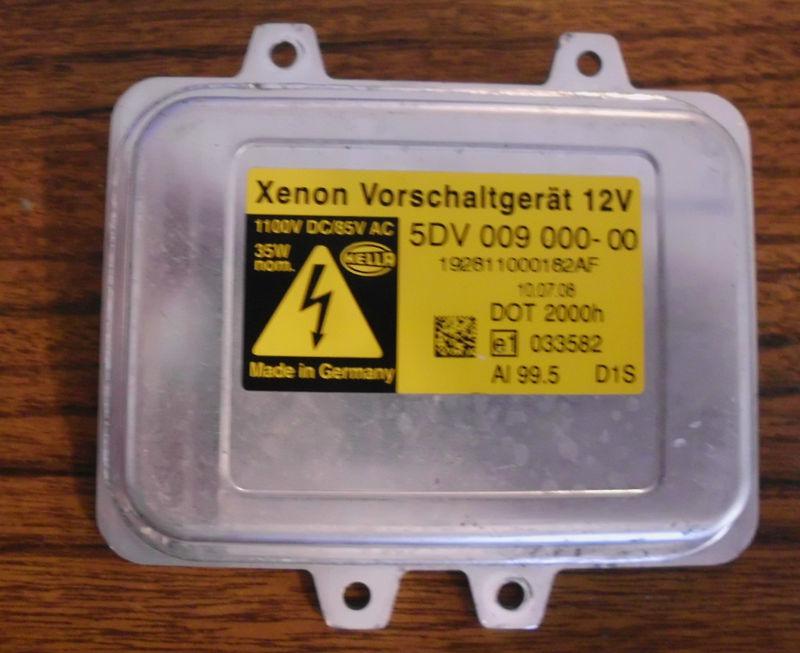 Xenon Vorschaltgerät 12V
1100V DC/85V AC
35W
nom.
HELLA
Made in Germany
5DV 009 000-00
192811000182AF
10.07.08
DOT 2000h
e1 033582
Al 99.5 D1S